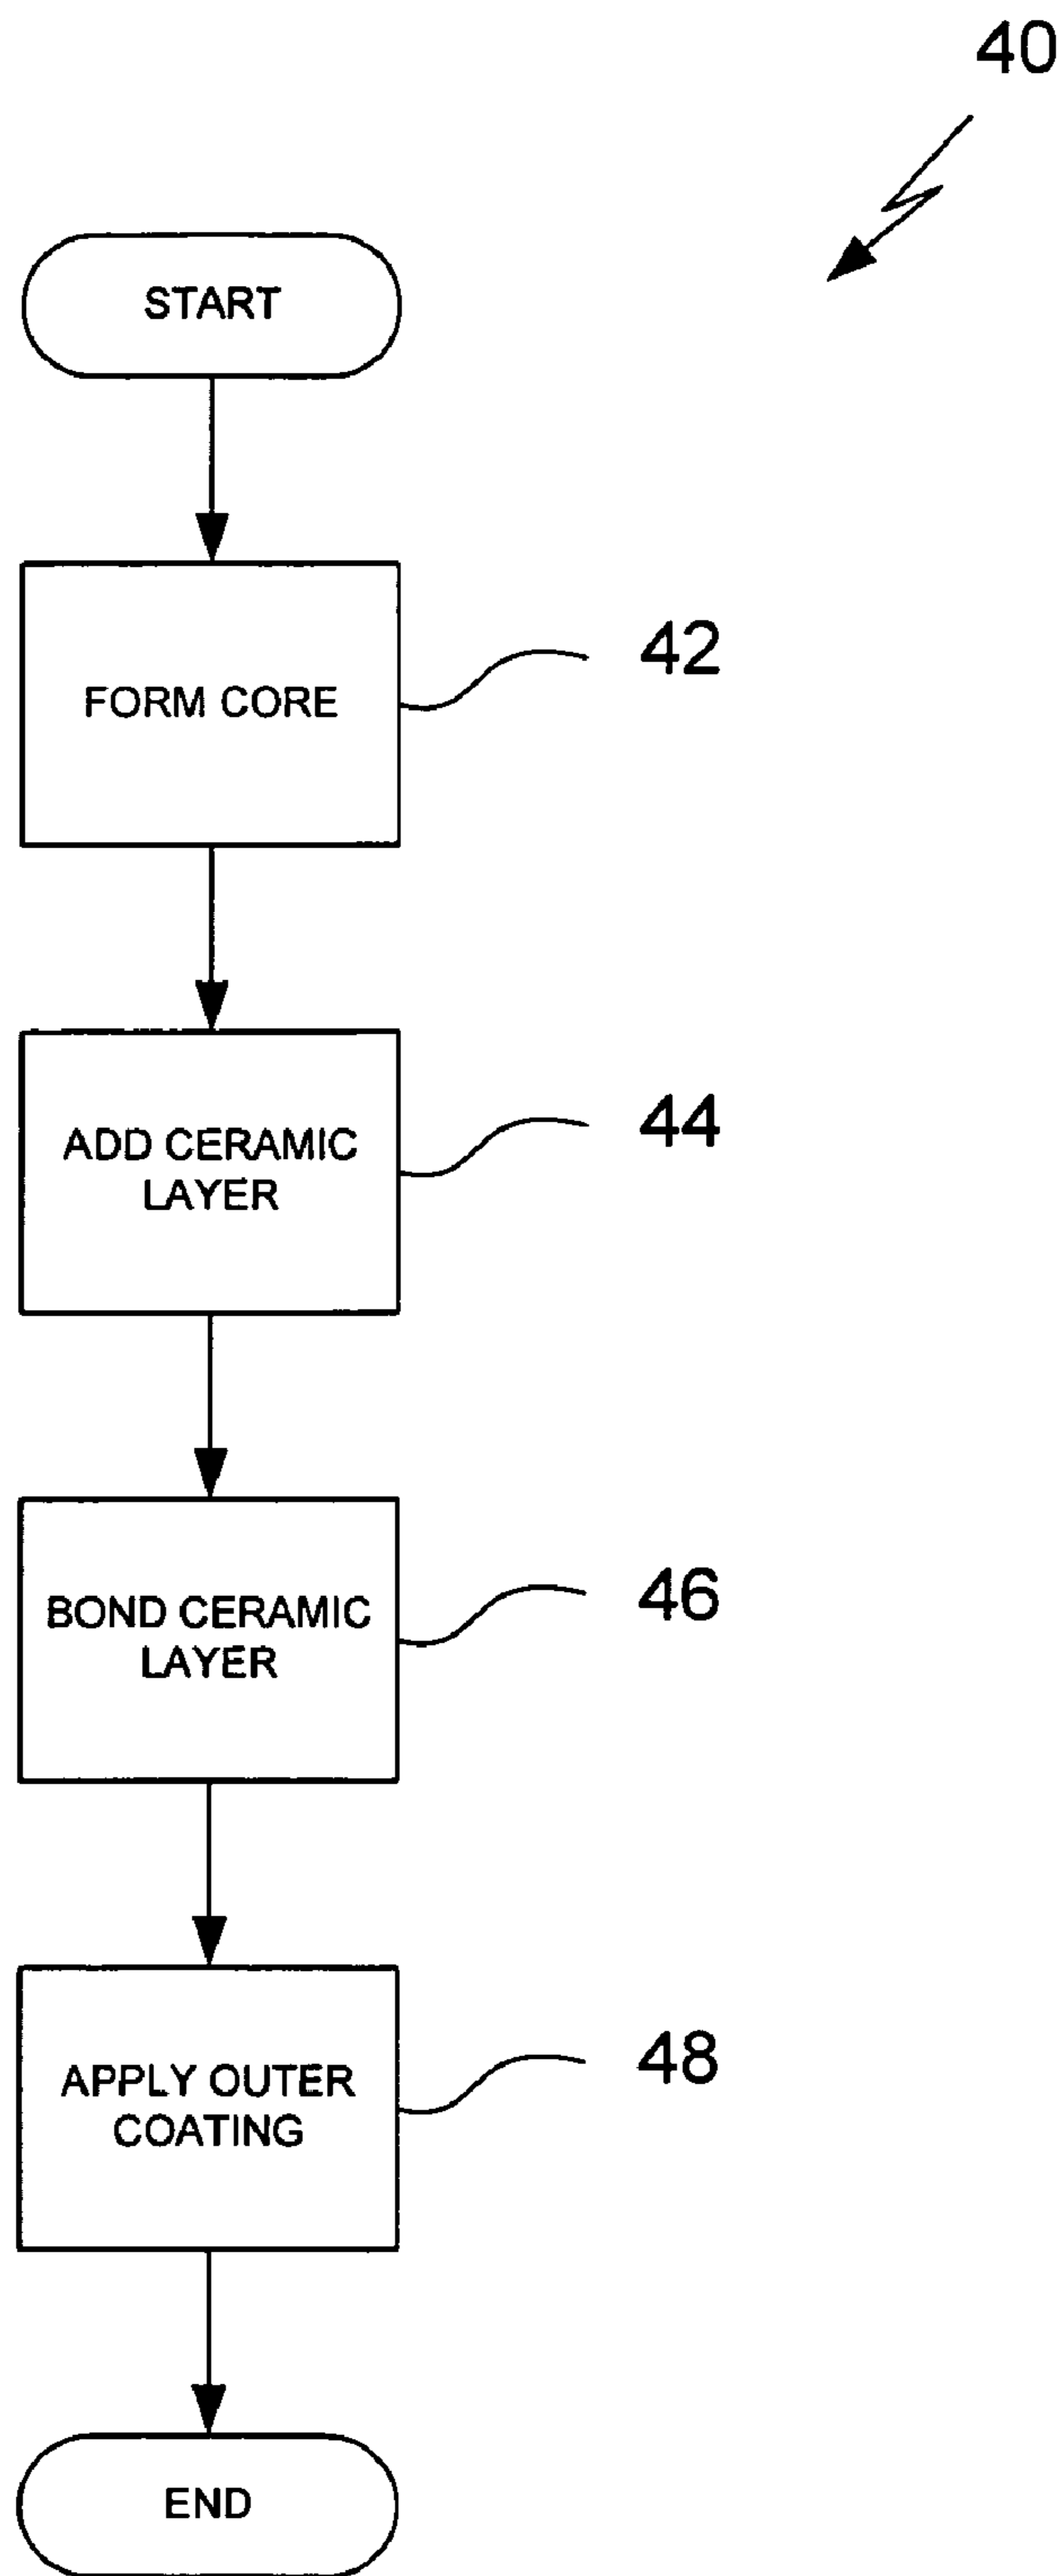 40
START
FORM CORE
42
ADD CERAMIC
LAYER
44
BOND CERAMIC
LAYER
46
APPLY OUTER
COATING
48
END